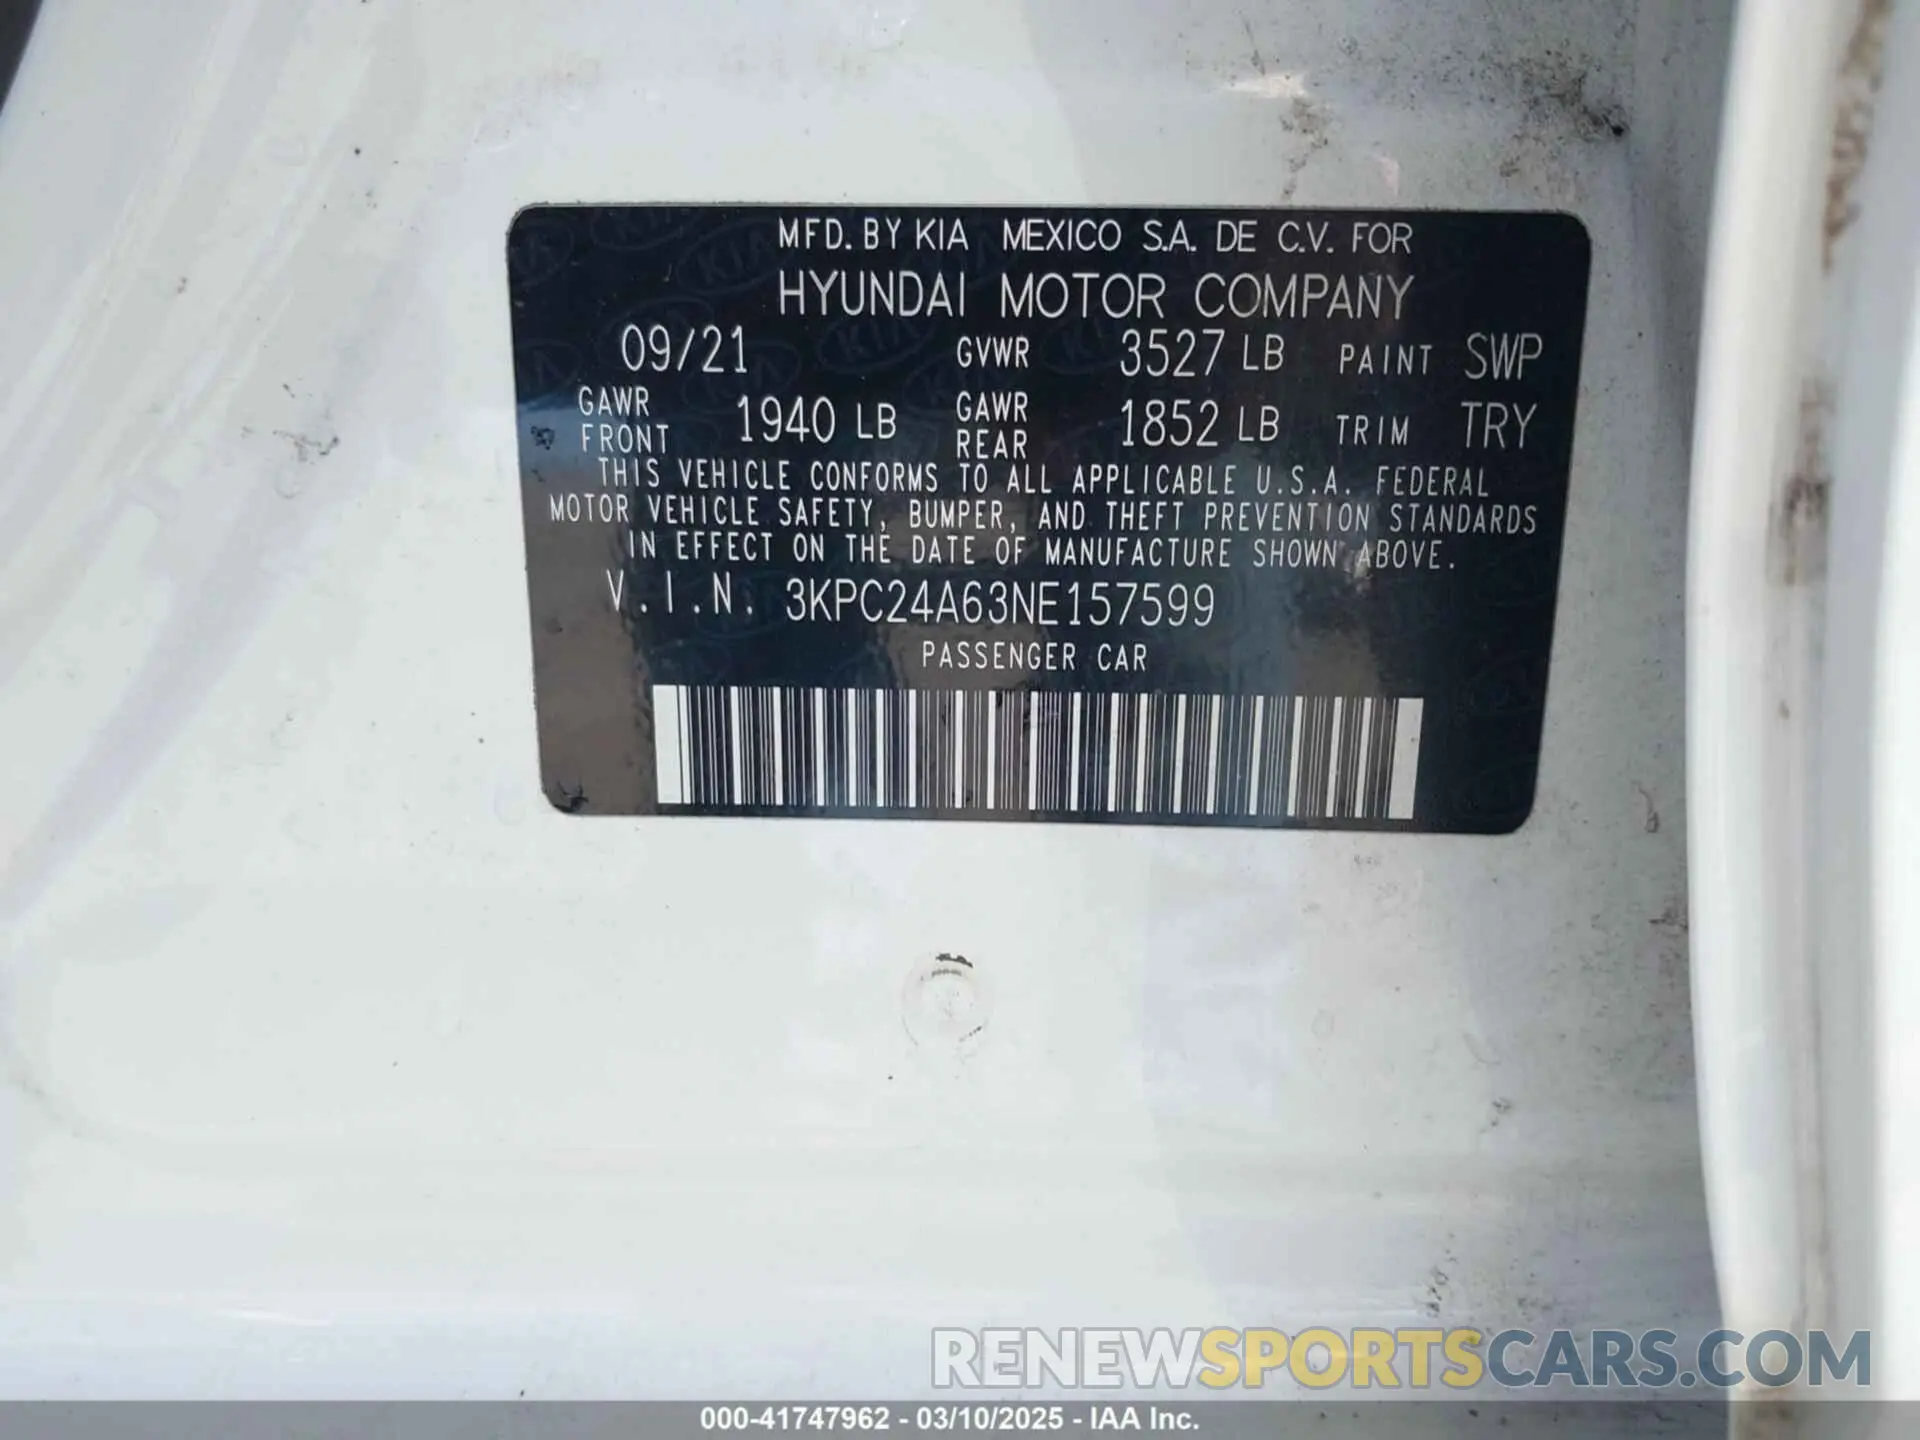 MFD. BY KIA MEXICO S.A. DE C.V. FOR
HYUNDAI MOTOR COMPANY
09/21 GVWR 3527 LB PAINT SWP
GAWR FRONT 1940 LB GAWR REAR 1852 LB TRIM TRY
THIS VEHICLE CONFORMS TO ALL APPLICABLE U.S.A. FEDERAL
MOTOR VEHICLE SAFETY, BUMPER, AND THEFT PREVENTION STANDARDS
IN EFFECT ON THE DATE OF MANUFACTURE SHOWN ABOVE.
V.I.N. 3KPC24A63NE157599
PASSENGER CAR
RENEWSPORTSCARS.COM
000-41747962 - 03/10/2025 - IAA Inc.